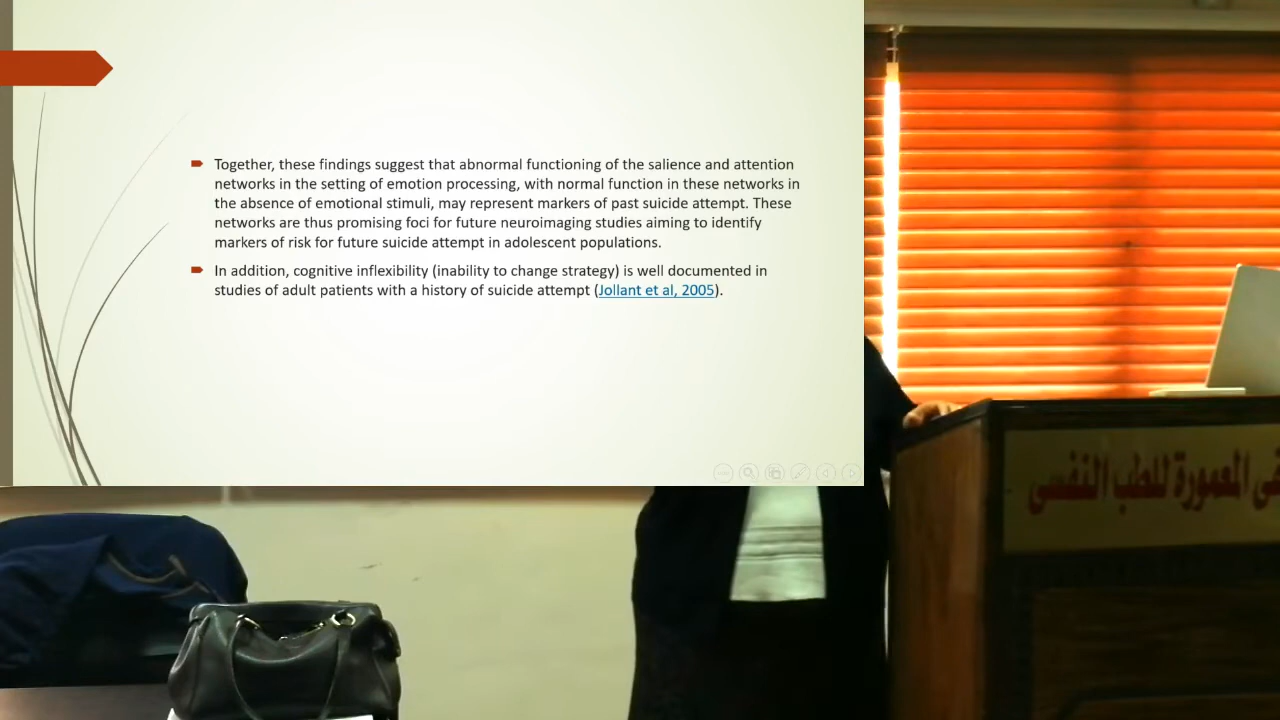 Together, these findings suggest that abnormal functioning of the salience and attention
networks in the setting of emotion processing, with normal function in these networks in
the absence of emotional stimuli, may represent markers of past suicide attempt. These
networks are thus promising foci for future neuroimaging studies aiming to identify
markers of risk for future suicide attempt in adolescent populations.
In addition, cognitive inflexibility (inability to change strategy) is well documented in
studies of adult patients with a history of suicide attempt (Jollant et al, 2005).
المعمورة للطب النفسى